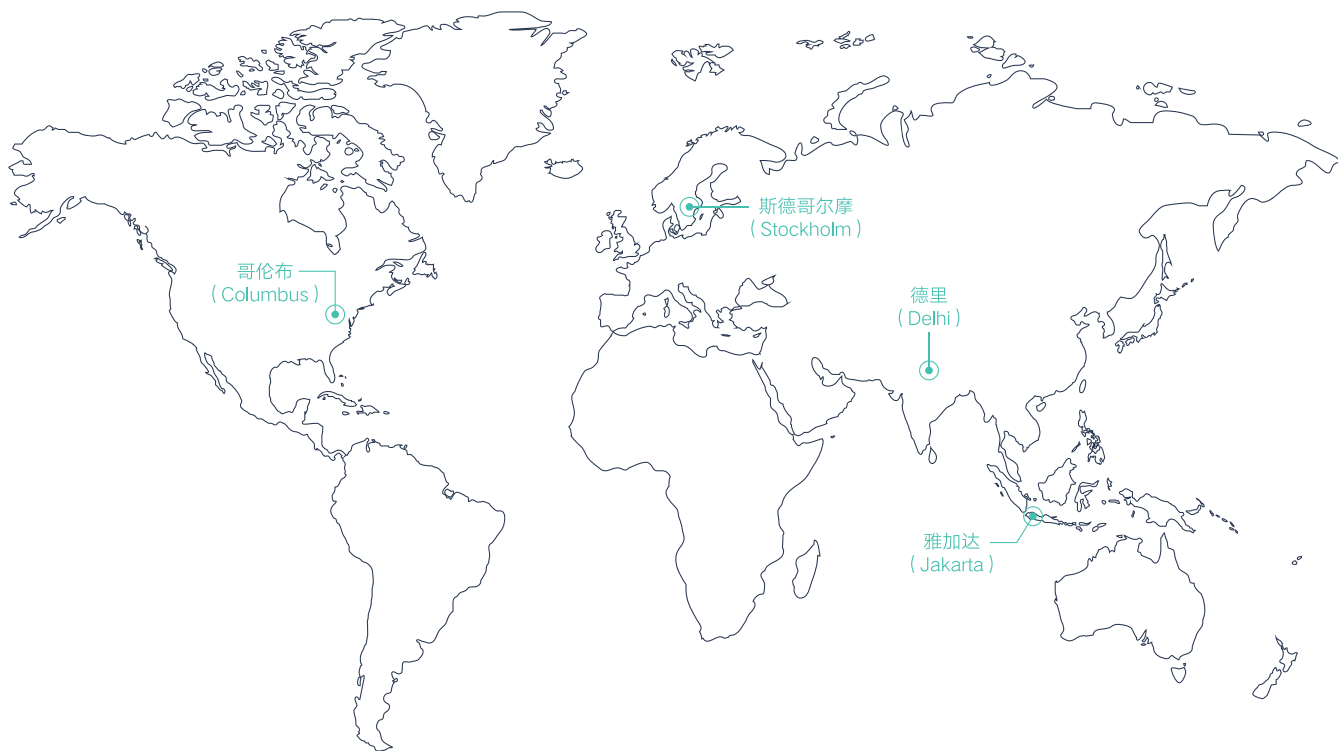 斯德哥尔摩
( Stockholm )
哥伦布
( Columbus )
德里
( Delhi )
雅加达
( Jakarta )